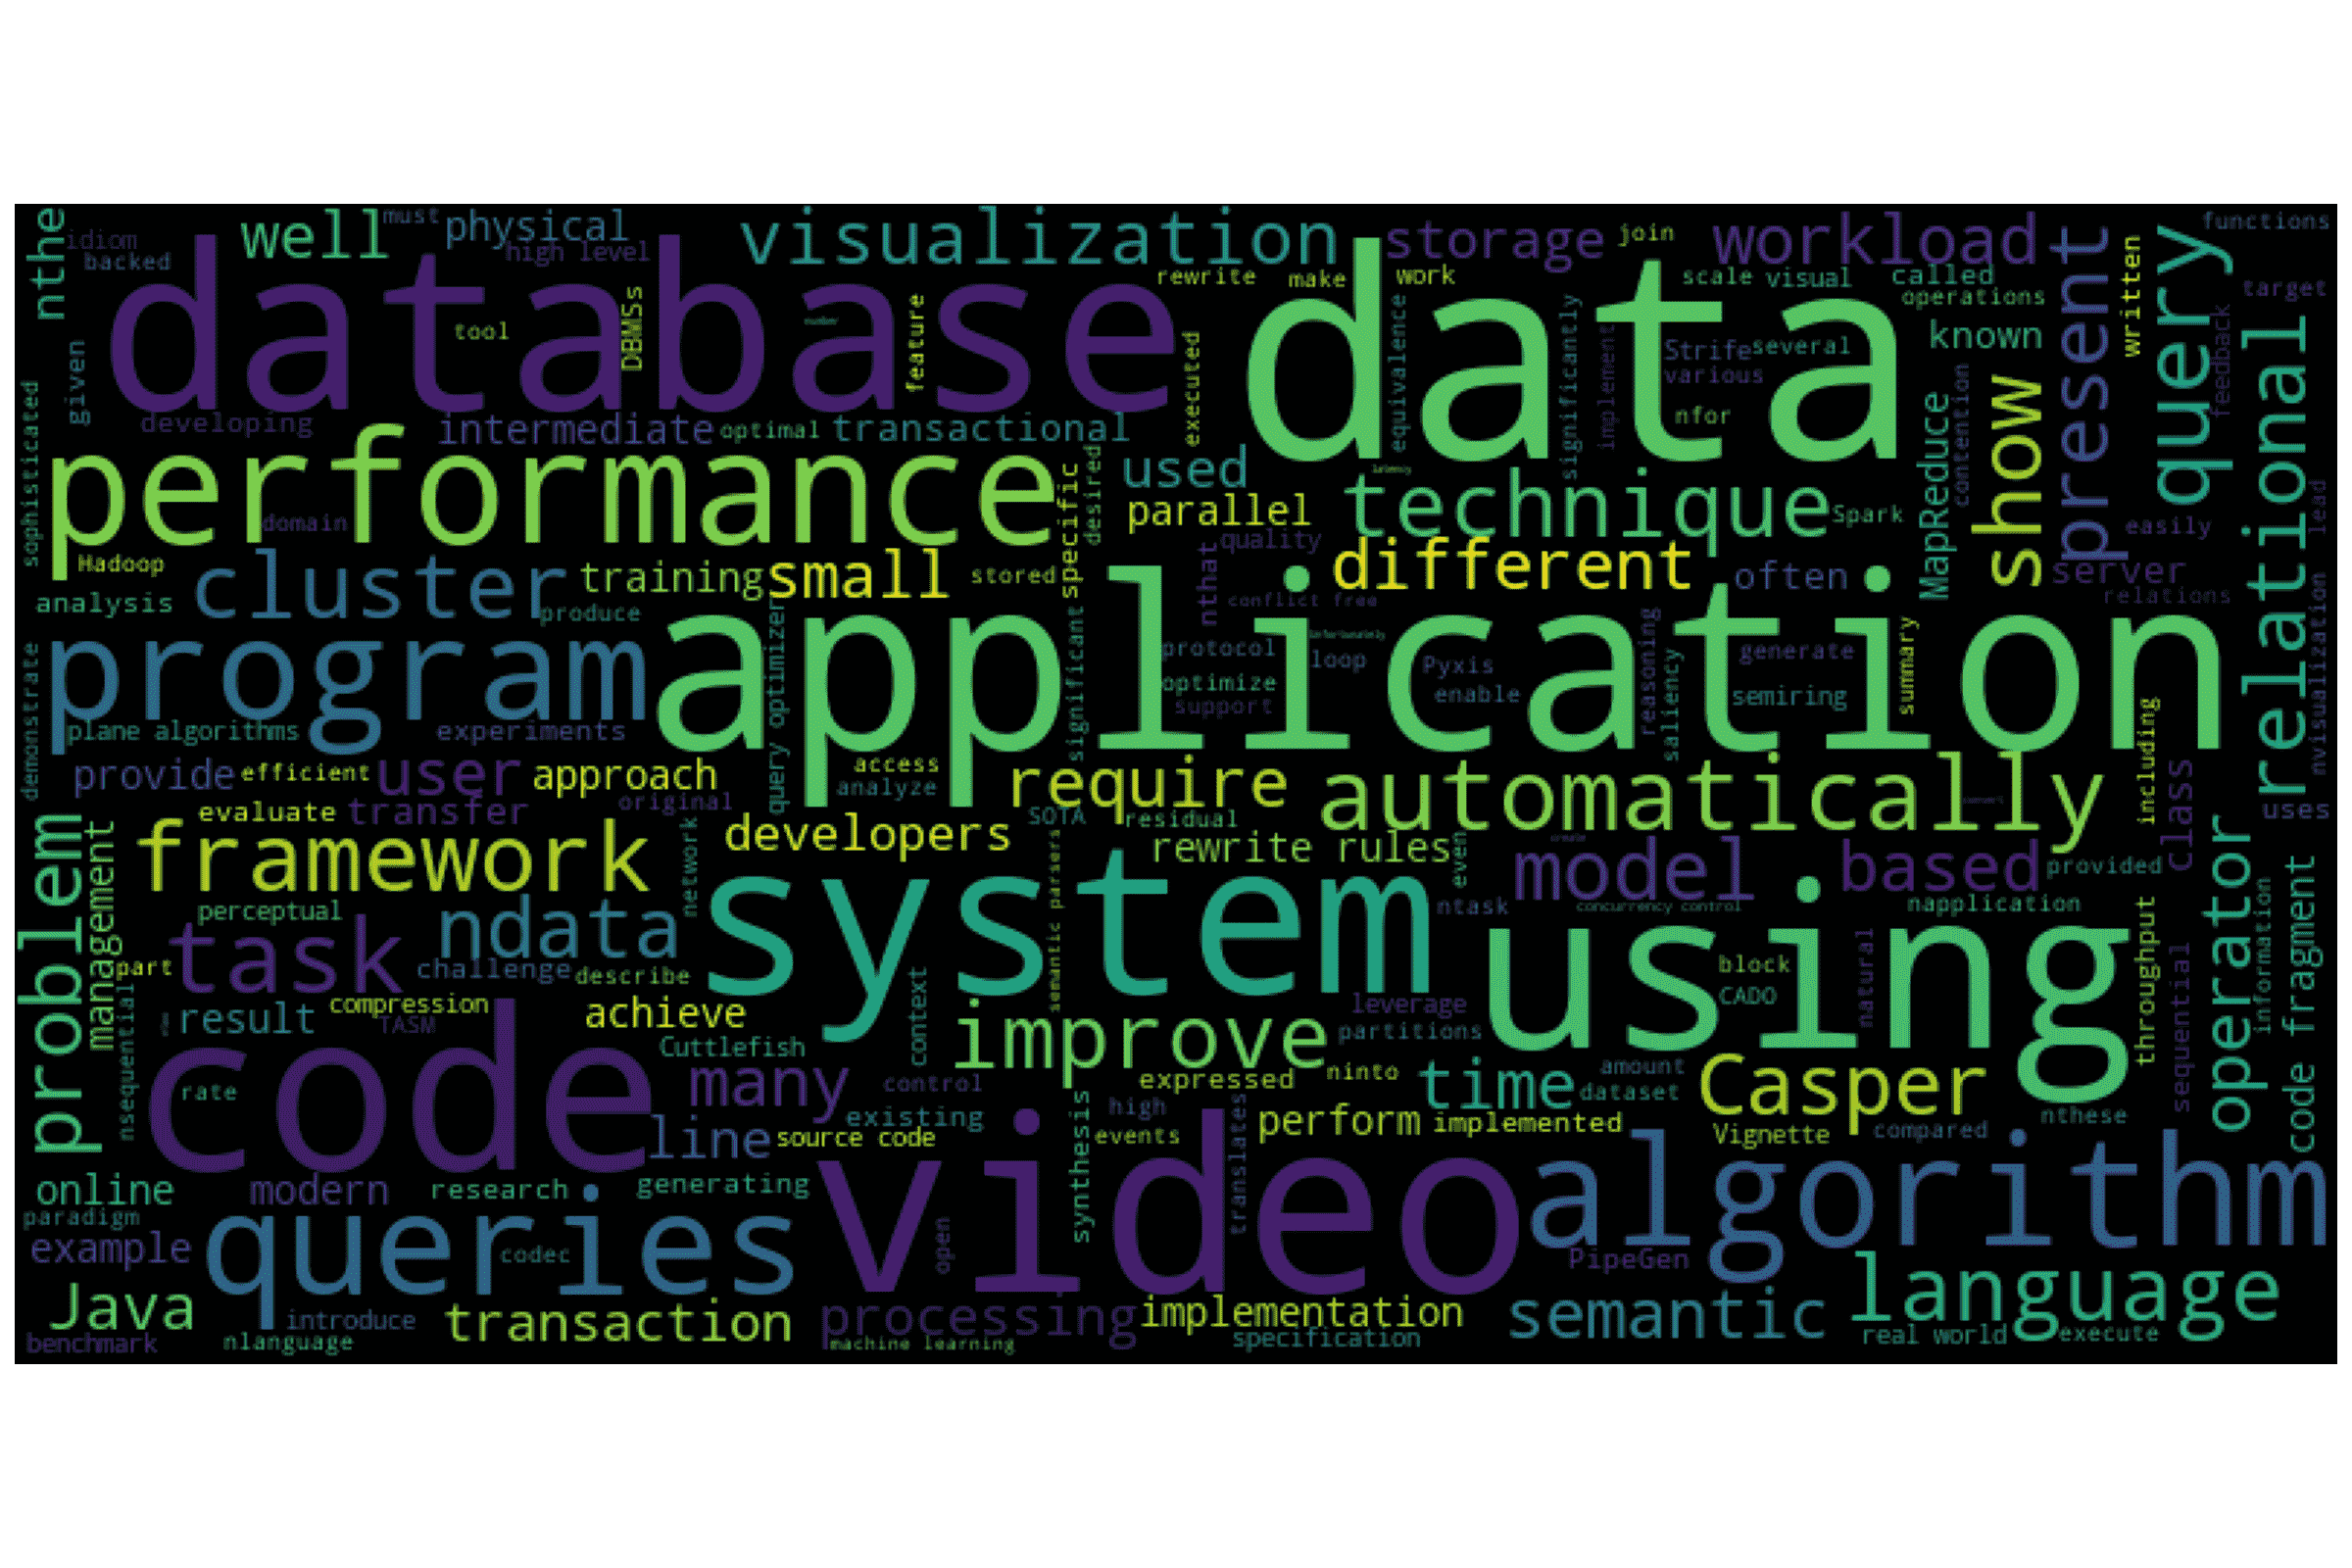 nthe
idiom
backed
well
must
physical
high level
visualization
storage
join
workload
present
query
functions
database
tool
DBMSs
feature
rewrite
make
work
data
scale
visual
called
operations
written
target
feedback
relational
given
developing
intermediate
optimal
transactional
executed
equivalence
significantly
implement
Strife
several
various
nfor
known
contention
MapReduce
show
sophisticated
performance
domain
Hadoop
specific
desired
used
parallel
technique
Spark
easily
lead
quality
nthat
cluster
training
small
stored
different
often
server
relations
analysis
produce
conflict free
application
program
query optimizer
significant
protocol
loop
optimize
support
Pyxis
enable
reasoning
saliency
generate
semiring
summary
nvisualization
demonstrate
plane algorithms
experiments
provide
efficient
user
approach
access
analyze
require
automatically
including
class
uses
evaluate
transfer
original
SOTA
residual
problem
management
framework
developers
rewrite rules
even
model
based
provided
operator
perceptual
network
ndata
system
semantic parsers
ntask
concurrency control
napplication
information
code fragment
task
part
challenge
describe
using
block
CADO
natural
throughput
sequential
nsequential
result
compression
TASM
achieve
context
leverage
partitions
improve
code
rate
Cuttlefish
many
control
existing
expressed
ninto
time
amount
dataset
Casper
line
source code
synthesis
high
events
translates
perform
implemented
Vignette
compared
nthese
online
modern
research
generating
video
algorithm
paradigm
example
queries
codec
open
PipeGen
language
Java
introduce
transaction
processing
implementation
semantic
benchmark
nlanguage
machine learning
specification
real world
execute